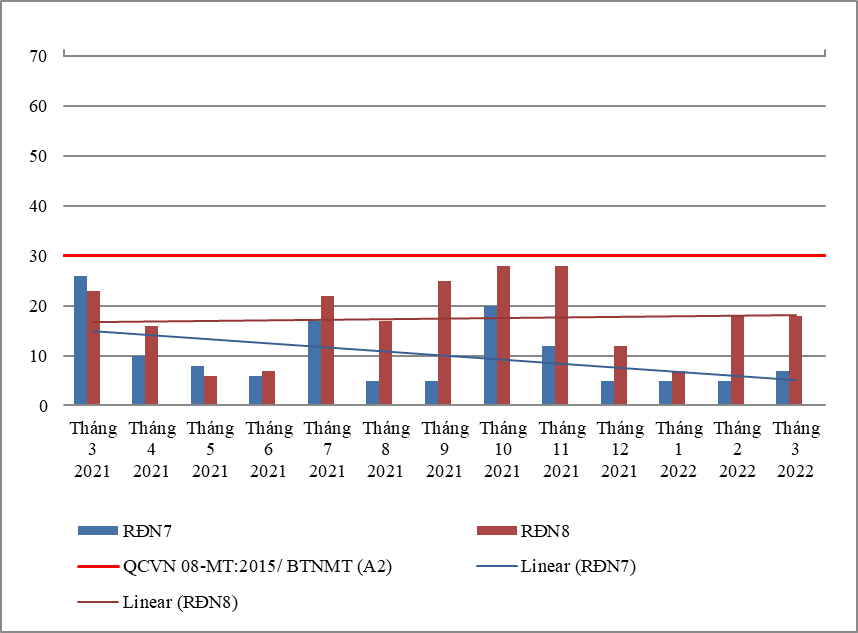 70
60
50
40
30
20
10
0
Tháng 3 2021
Tháng 4 2021
Tháng 5 2021
Tháng 6 2021
Tháng 7 2021
Tháng 8 2021
Tháng 9 2021
Tháng 10 2021
Tháng 11 2021
Tháng 12 2021
Tháng 1 2022
Tháng 2 2022
Tháng 3 2022
RĐN7
RĐN8
QCVN 08-MT:2015/ BTNMT (A2)
Linear (RĐN7)
Linear (RĐN8)